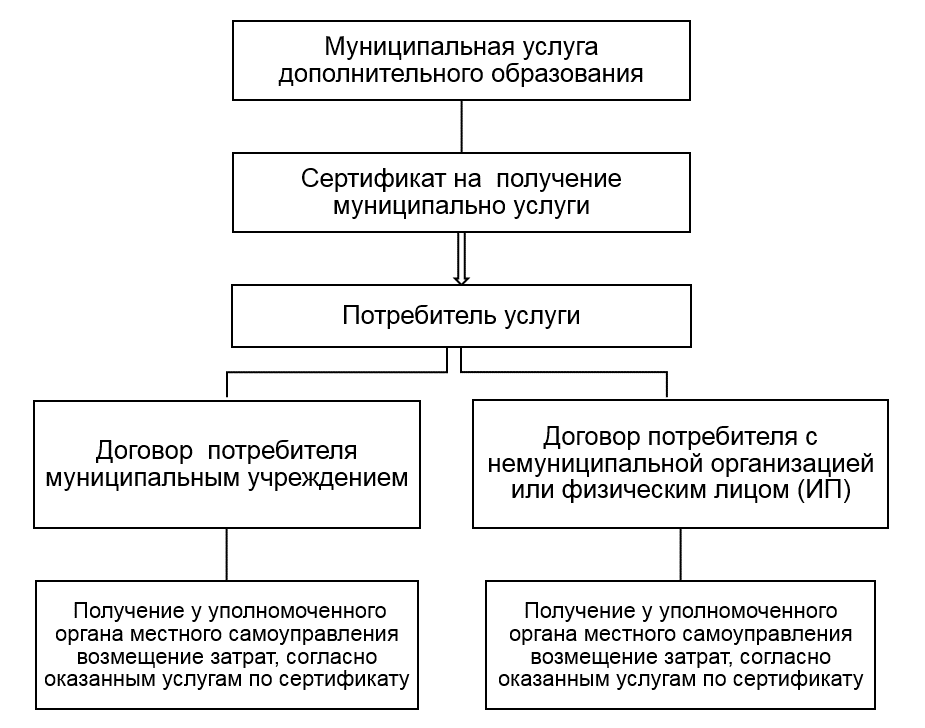 Муниципальная услуга
дополнительного образования
Сертификат на  получение
муниципально услуги
Потребитель услуги
Договор  потребителя
муниципальным учреждением
Договор потребителя с
немуниципальной организацией
или физическим лицом (ИП)
Получение у уполномоченного
органа местного самоуправления
возмещение затрат, согласно
оказанным услугам по сертификату
Получение у уполномоченного
органа местного самоуправления
возмещение затрат, согласно
оказанным услугам по сертификату